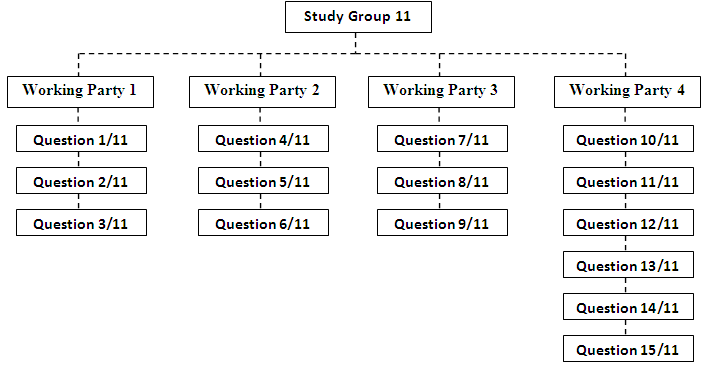 Study Group 11
Working Party 1
Working Party 2
Working Party 3
Working Party 4
Question 1/11
Question 4/11
Question 7/11
Question 10/11
Question 2/11
Question 5/11
Question 8/11
Question 11/11
Question 3/11
Question 6/11
Question 9/11
Question 12/11
Question 13/11
Question 14/11
Question 15/11